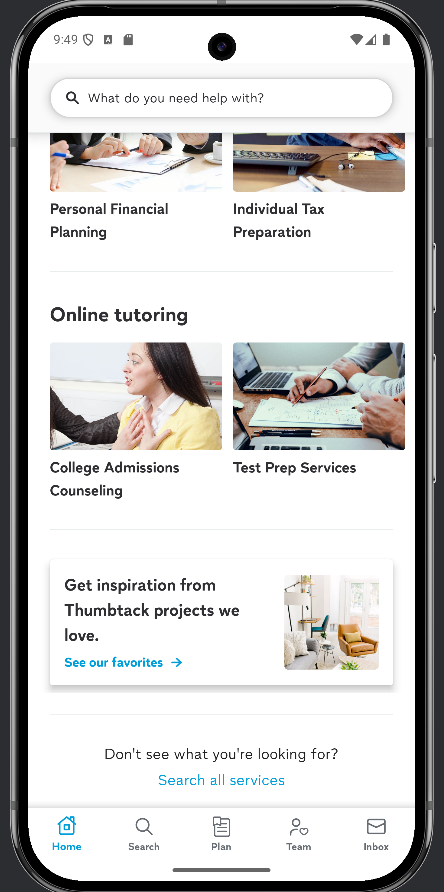 9:49
What do you need help with?
Personal Financial
Planning
Individual Tax
Preparation
Online tutoring
College Admissions
Counseling
Test Prep Services
Get inspiration from
Thumbtack projects we
love.
See our favorites →
Don't see what you're looking for?
Search all services
Home
Search
Plan
Team
Inbox